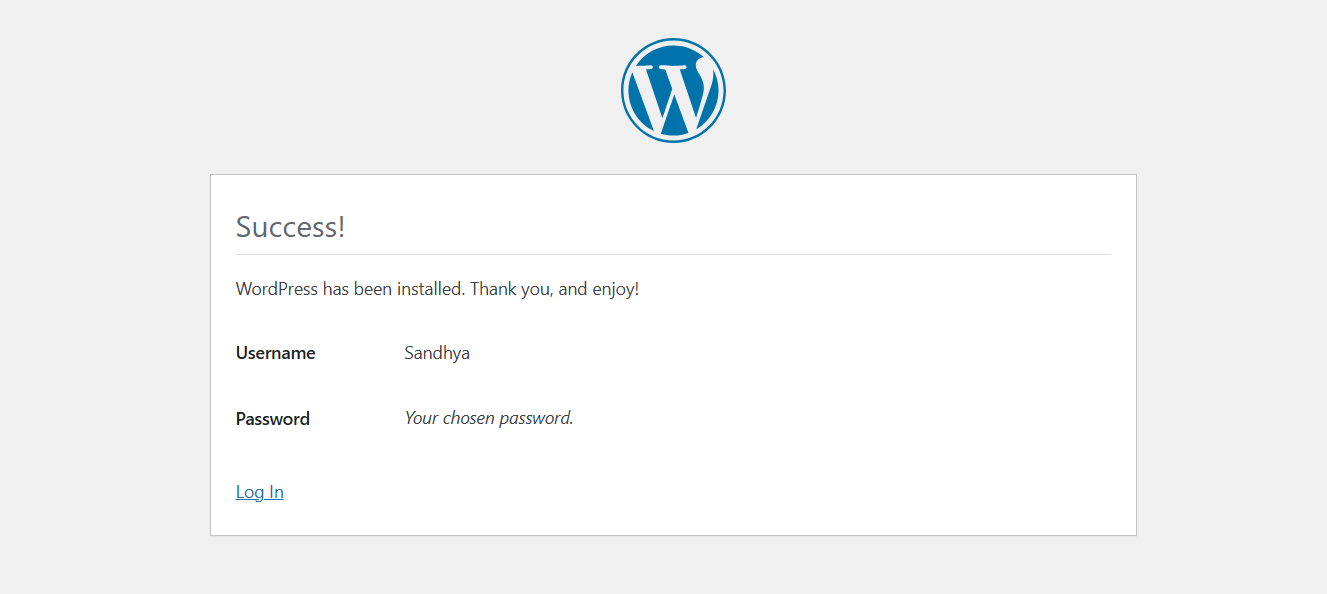 Success!
WordPress has been installed. Thank you, and enjoy!
Username Sandhya
Password Your chosen password.
Log In